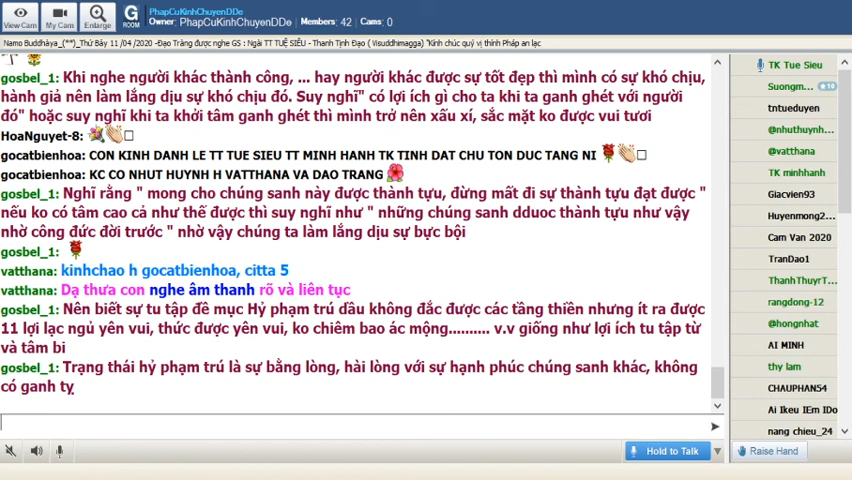 PhapCuKinhChuyenDDe
Owner: PhapCuKinhChuyenDDe Members: 42 Cams: 0
View Cam
My Cam
Enlarge
G ROOM
Namo Buddhàya_(**)_Thứ Bảy 11 /04 /2020 -Đạo Tràng được nghe GS : Ngài TT TUỆ SIÊU - Thanh Tịnh Đạo ( Visuddhimagga) "Kính chúc quý vị thính Pháp an lạc
gosbel_1: Khi nghe người khác thành công, ... hay người khác được sự tốt đẹp thì mình có sự khó chịu,
hành giả nên làm lắng dịu sự khó chịu đó. Suy nghĩ" có lợi ích gì cho ta khi ta ganh ghét với người
đó" hoặc suy nghĩ khi ta khởi tâm ganh ghét thì mình trở nên xấu xí, sắc mặt ko được vui tươi
HoaNguyet-8:
gocatbienhoa: CON KINH DANH LE TT TUE SIEU TT MINH HANH TK TINH DAT CHU TON DUC TANG NI
gocatbienhoa: KC CO NHUT HUYNH H VATTHANA VA DAO TRANG
gosbel_1: Nghĩ rằng " mong cho chúng sanh này được thành tựu, đừng mất đi sự thành tựu đạt được "
nếu ko có tâm cao cả như thế được thì suy nghĩ như " những chúng sanh dduoc thành tựu như vậy
nhờ công đức đời trước " nhờ vậy chúng ta làm lắng dịu sự bực bội
gosbel_1:
vatthana: kinhchao h gocatbienhoa, citta 5
vatthana: Dạ thưa con nghe âm thanh rõ và liên tục
gosbel_1: Nên biết sự tu tập đề mục Hỷ phạm trú dầu không đắc được các tầng thiền nhưng ít ra được
11 lợi lạc ngủ yên vui, thức được yên vui, ko chiêm bao ác mộng.......... v.v giống như lợi ích tu tập từ
và tâm bi
gosbel_1: Trạng thái hỷ phạm trú là sự bằng lòng, hài lòng với sự hạnh phúc chúng sanh khác, không
có ganh tỵ
Hold to Talk
Raise Hand
TK Tue Sieu
Suongm... 10
tntueduyen
@nhuthuynh...
@vatthana
TK minhhanh
Giacvien93
Huyenmong2...
Cam Van 2020
TranDao1
ThanhThuyrT...
rangdong-12
@hongnhat
AI MINH
thy lam
CHAUPHAN54
Ai Ikeu IEm IDo
nang chieu_24